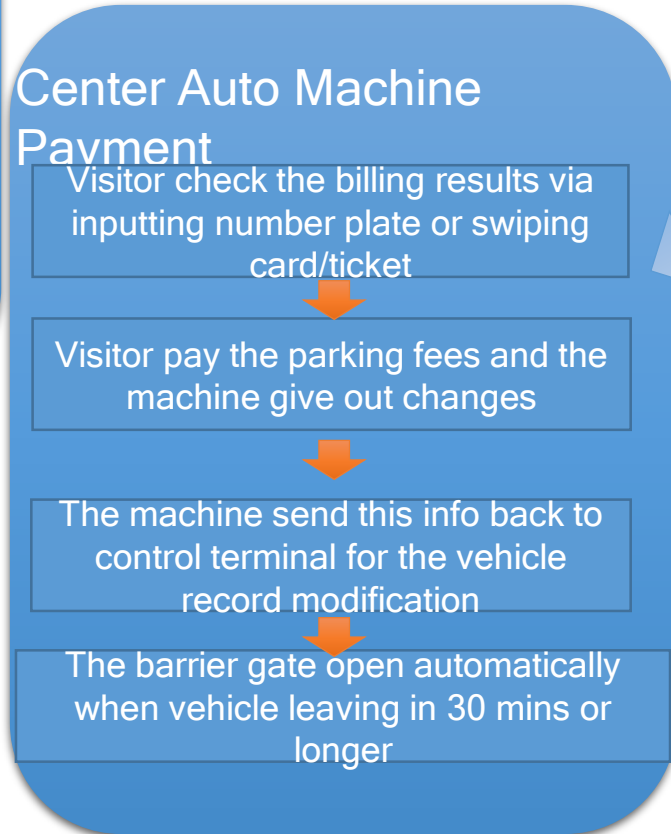 Center Auto Machine
Payment
Visitor check the billing results via
inputting number plate or swiping
card/ticket
Visitor pay the parking fees and the
machine give out changes
The machine send this info back to
control terminal for the vehicle
record modification
The barrier gate open automatically
when vehicle leaving in 30 mins or
longer